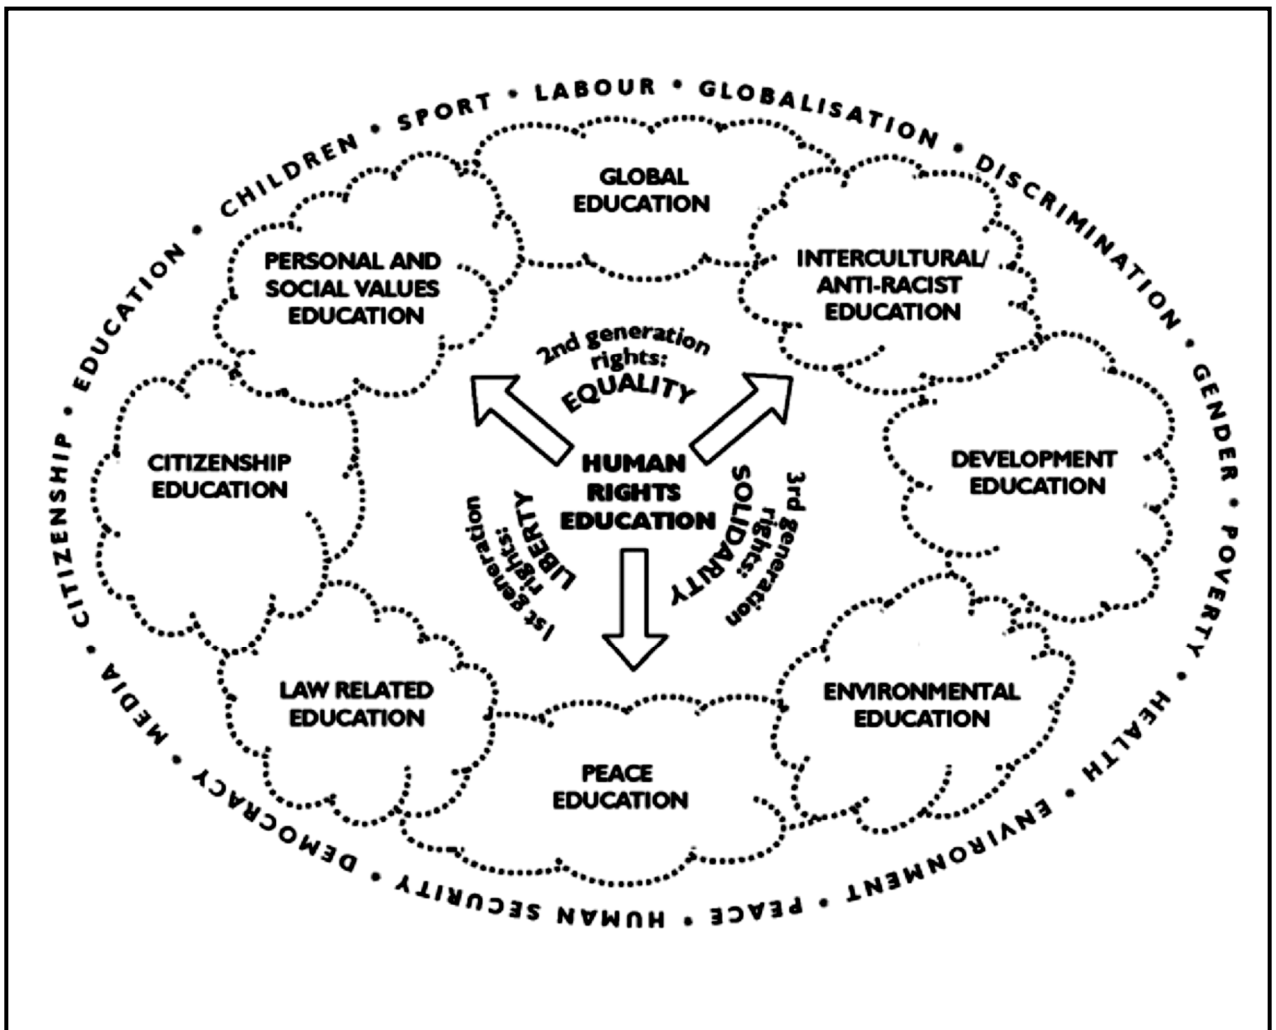 SPORT • LABOUR • GLOBALISATION • DISCRIMINATION • GENDER • POVERTY • HEALTH • ENVIRONMENT • PEACE • HUMAN SECURITY • DEMOCRACY • MEDIA • CITIZENSHIP • EDUCATION • CHILDREN •
GLOBAL
EDUCATION
PERSONAL AND
SOCIAL VALUES
EDUCATION
INTERCULTURAL/
ANTI-RACIST
EDUCATION
2nd generation
rights:
EQUALITY
CITIZENSHIP
EDUCATION
HUMAN
RIGHTS
EDUCATION
DEVELOPMENT
EDUCATION
1st generation
rights:
LIBERTY
3rd generation
rights:
SOLIDARITY
LAW RELATED
EDUCATION
ENVIRONMENTAL
EDUCATION
PEACE
EDUCATION